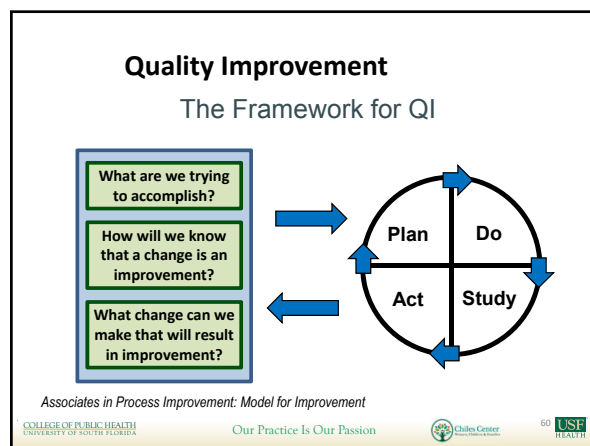 Quality Improvement
The Framework for QI
What are we trying
to accomplish?
How will we know
that a change is an
improvement?
What change can we
make that will result
in improvement?
Plan
Do
Act
Study
Associates in Process Improvement: Model for Improvement
COLLEGE OF PUBLIC HEALTH
UNIVERSITY OF SOUTH FLORIDA
Our Practice Is Our Passion
Chiles Center
60
USF
HEALTH